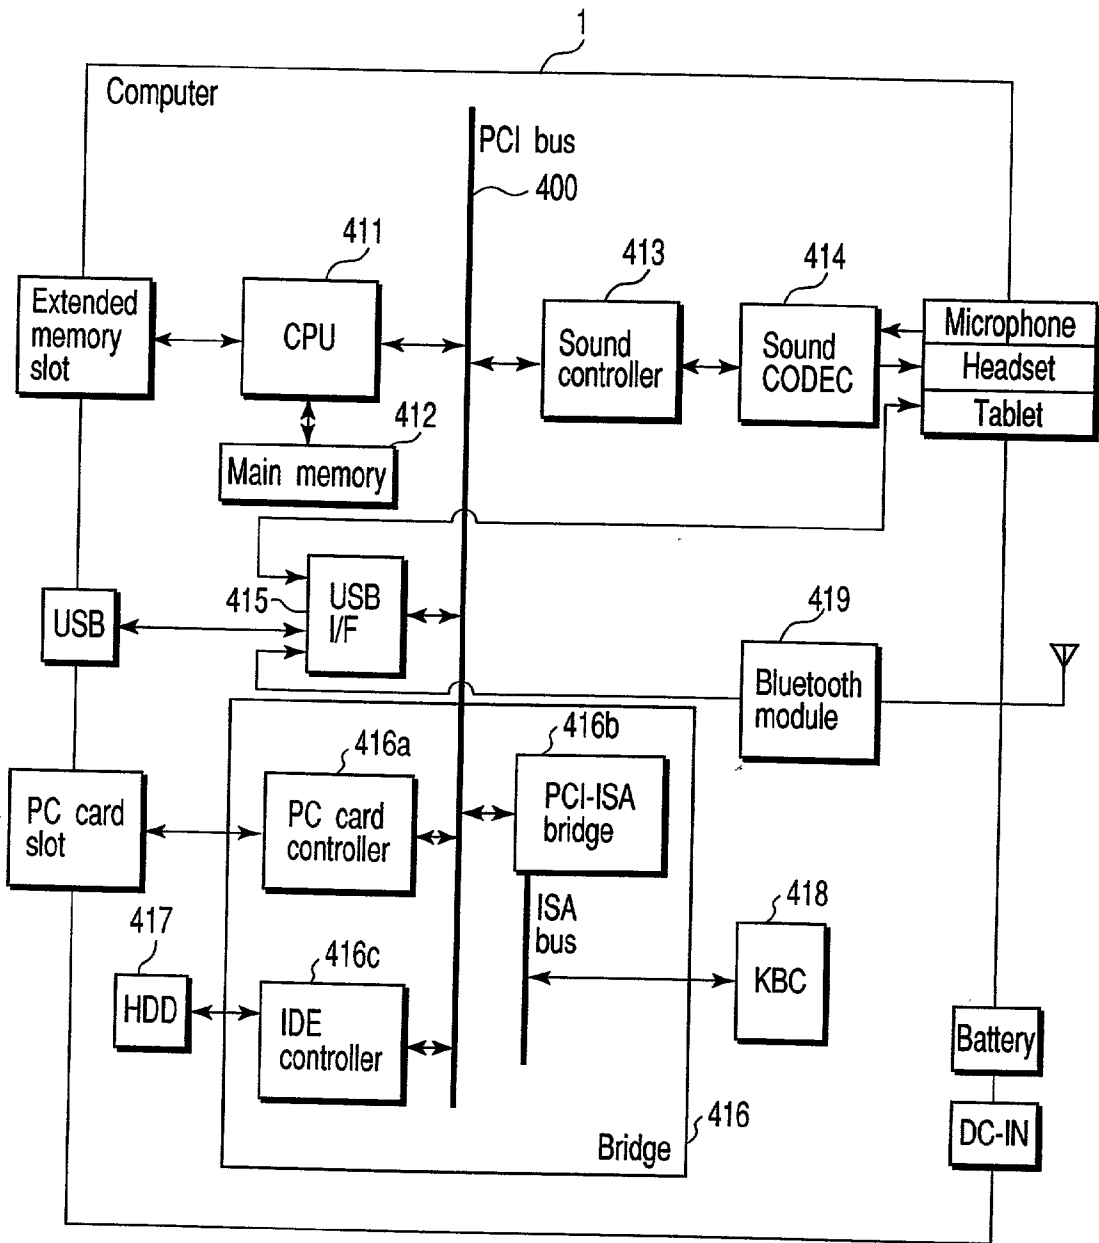 1
Computer
PCI bus
400
411
413
414
Extended
memory
slot
CPU
Sound
controller
Sound
CODEC
Microphone
Headset
Tablet
412
Main memory
415
USB
USB
I/F
419
Bluetooth
module
416a
416b
PC card
slot
PC card
controller
PCI-ISA
bridge
417
416c
ISA
bus
418
HDD
IDE
controller
KBC
Battery
416
DC-IN
Bridge